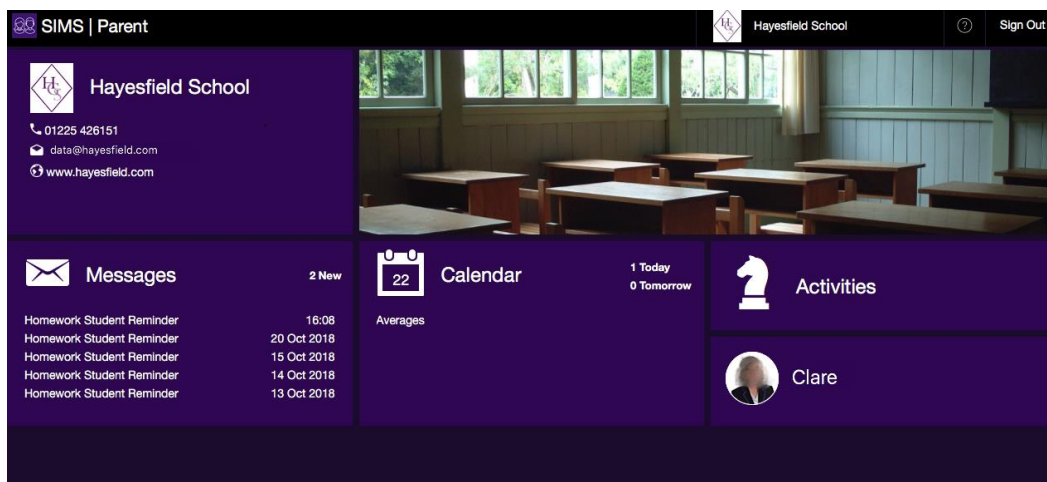 SIMS | Parent
Hayesfield School
?
Sign Out
Hayesfield School
01225 426151
data@hayesfield.com
www.hayesfield.com
Messages
2 New
Homework Student Reminder 16:08
Homework Student Reminder 20 Oct 2018
Homework Student Reminder 15 Oct 2018
Homework Student Reminder 14 Oct 2018
Homework Student Reminder 13 Oct 2018
22
Calendar
1 Today
0 Tomorrow
Averages
Activities
Clare